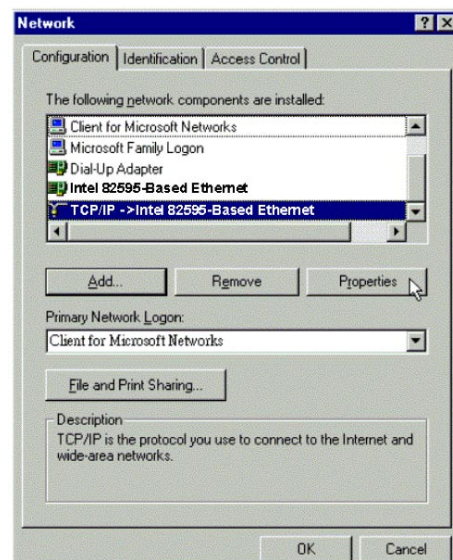 Network
Configuration Identification Access Control
The following network components are installed:
Client for Microsoft Networks
Microsoft Family Logon
Dial-Up Adapter
Intel 82595-Based Ethernet
TCP/IP ->Intel 82595-Based Ethernet
Add... Remove Properties
Primary Network Logon:
Client for Microsoft Networks
File and Print Sharing...
Description
TCP/IP is the protocol you use to connect to the Internet and
wide-area networks.
OK Cancel